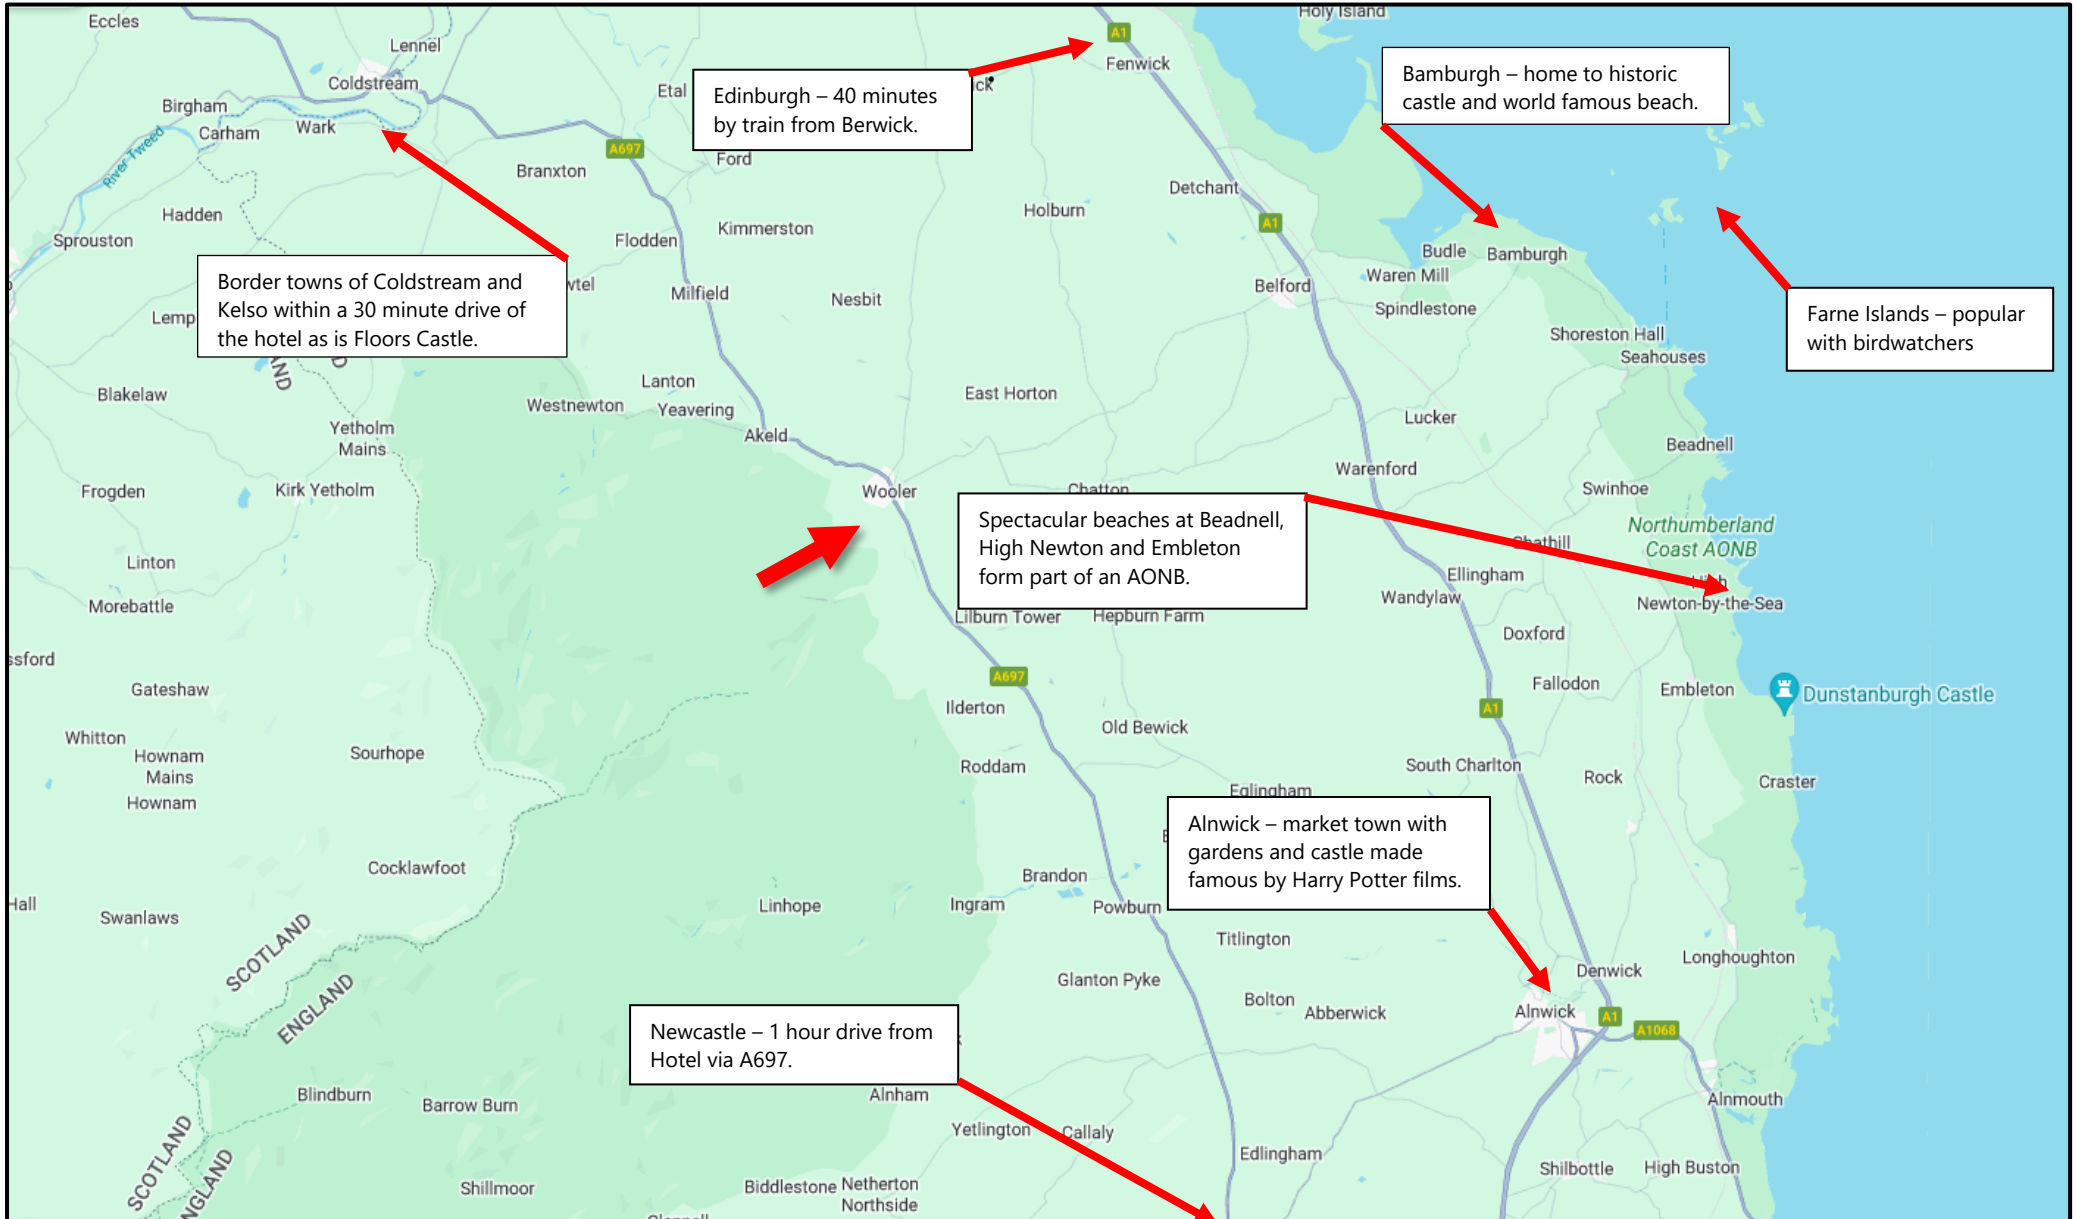 Eccles
Holy Island
Lennel
A1
Fenwick
Coldstream
Etal
Edinburgh – 40 minutes
by train from Berwick.
Bamburgh – home to historic
castle and world famous beach.
Birgham
Carham
Wark
River Tweed
A697
Ford
Branxton
Detchant
Hadden
Holburn
A1
Sprouston
Flodden
Kimmerston
Budle
Bamburgh
Waren Mill
Border towns of Coldstream and
Kelso within a 30 minute drive of
the hotel as is Floors Castle.
Milfield
Nesbit
Belford
Spindlestone
Farne Islands – popular
with birdwatchers
Shoreston Hall
Seahouses
Blakelaw
Lanton
Westnewton
Yeavering
East Horton
Lucker
Yetholm
Mains
Akeld
Beadnell
Warenford
Frogden
Kirk Yetholm
Wooler
Chatton
Swinhoe
Spectacular beaches at Beadnell,
High Newton and Embleton
form part of an AONB.
Northumberland
Coast AONB
Chathill
Linton
Ellingham
High
Newton-by-the-Sea
Morebattle
Wandylaw
Lilburn Tower
Hepburn Farm
Doxford
A697
Gateshaw
Fallodon
Embleton
Dunstanburgh Castle
Ilderton
A1
Old Bewick
Whitton
Hownam
Mains
Sourhope
Roddam
South Charlton
Rock
Craster
Hownam
Eglingham
Alnwick – market town with
gardens and castle made
famous by Harry Potter films.
Cocklawfoot
Brandon
Swanlaws
Linhope
Ingram
Powburn
SCOTLAND
ENGLAND
Titlington
Longhoughton
Glanton Pyke
Denwick
Bolton
Abberwick
Alnwick
A1
A1068
Newcastle – 1 hour drive from
Hotel via A697.
Blindburn
Barrow Burn
Alnham
Alnmouth
Yetlington
Callaly
Edlingham
SCOTLAND
Shilbottle
High Buston
Shillmoor
Biddlestone
Netherton
Northside